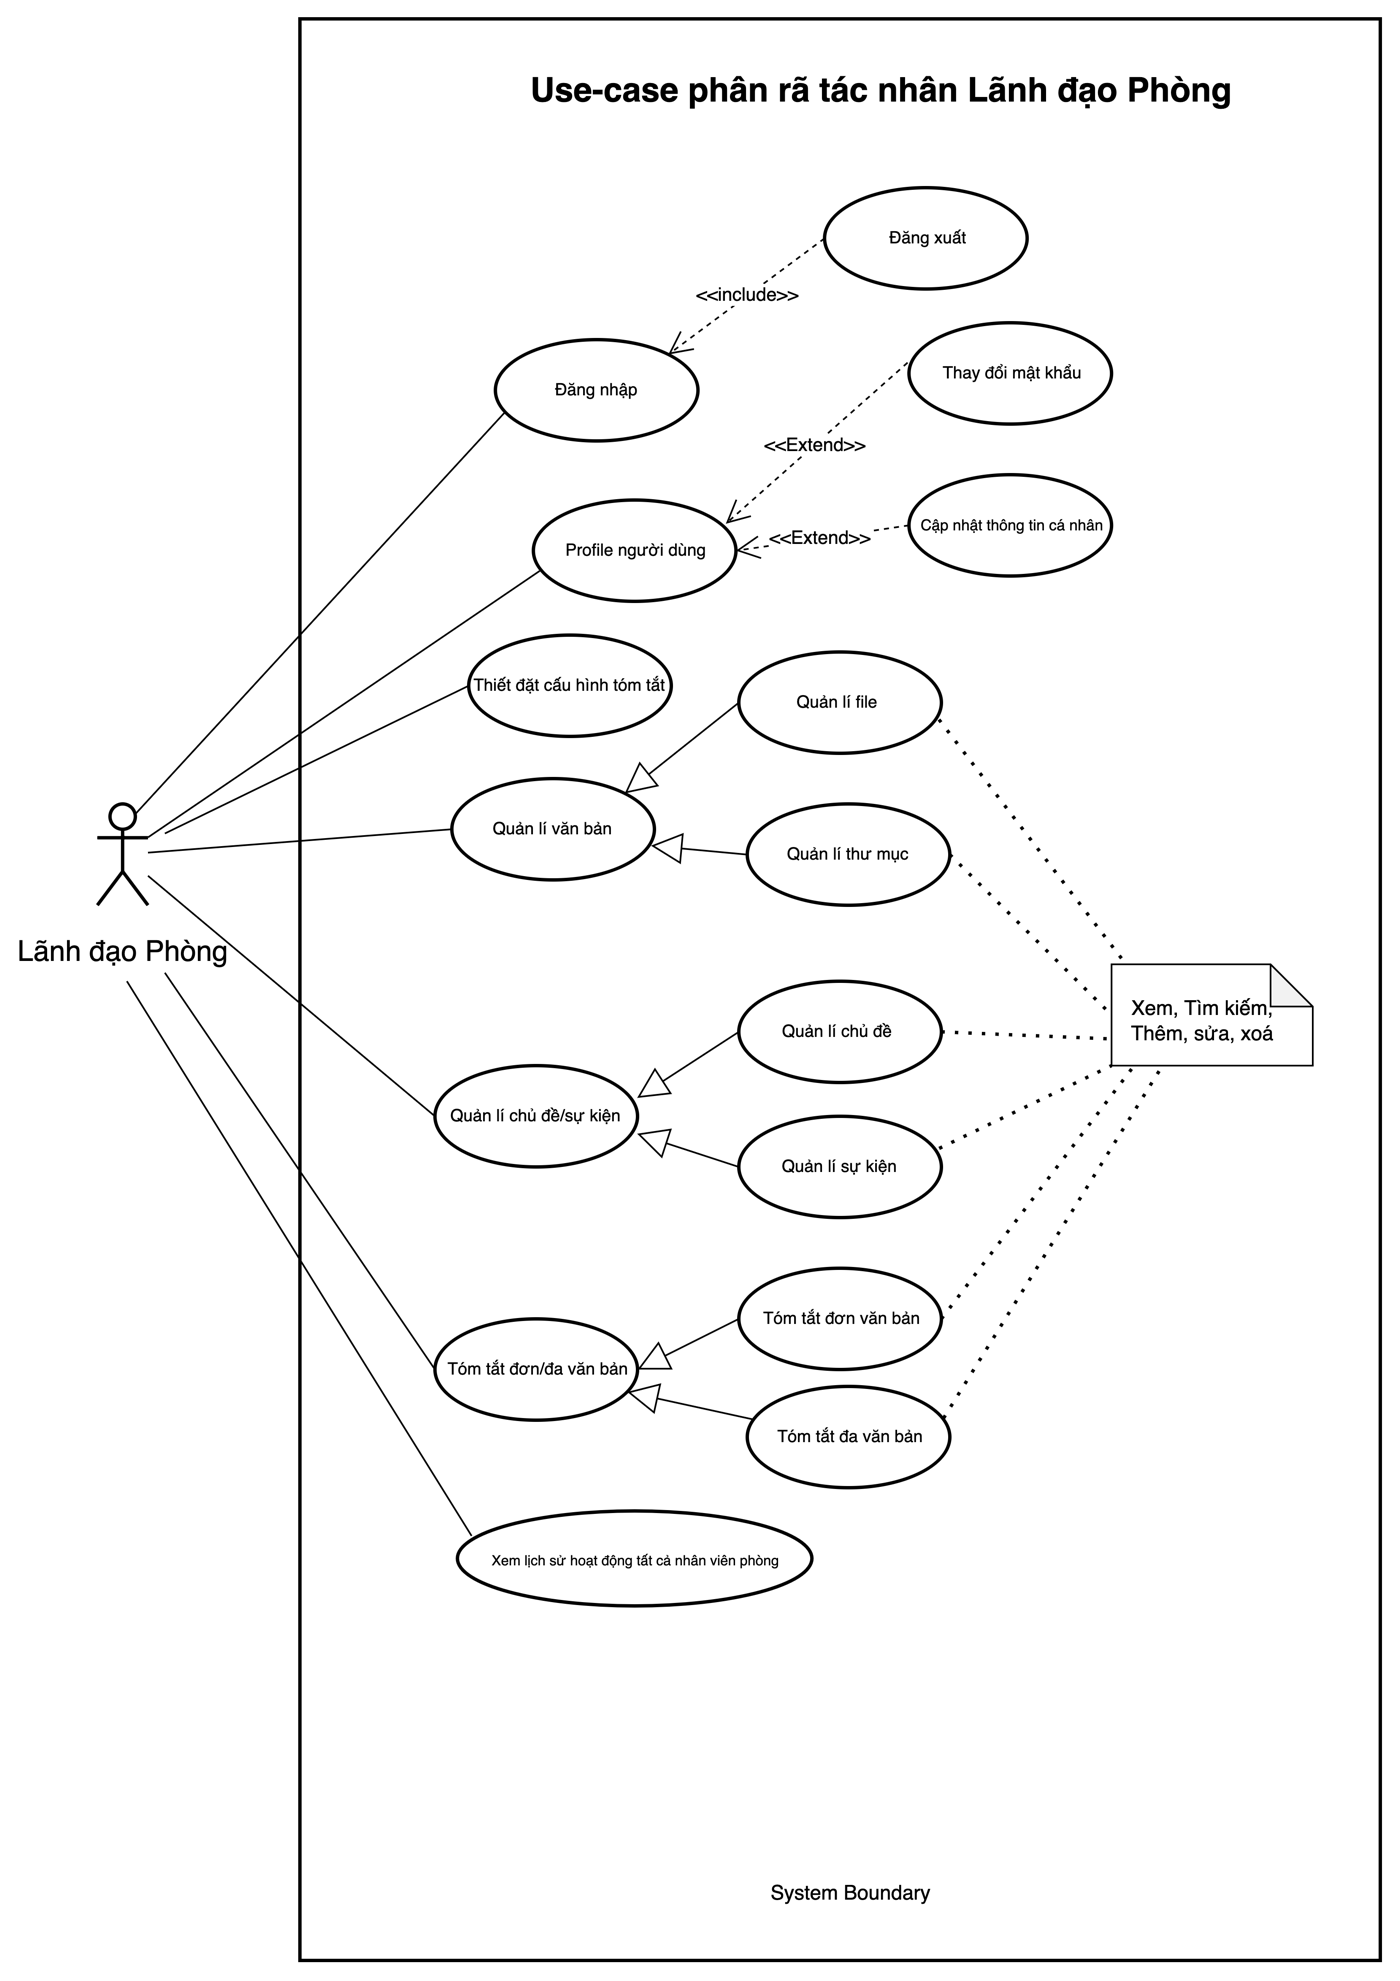 Use-case phân rã tác nhân Lãnh đạo Phòng
Đăng xuất
<<include>>
Thay đổi mật khẩu
Đăng nhập
<<Extend>>
Cập nhật thông tin cá nhân
<<Extend>>
Profile người dùng
Thiết đặt cấu hình tóm tắt
Quản lí file
Quản lí văn bản
Quản lí thư mục
Lãnh đạo Phòng
Xem, Tìm kiếm,
Thêm, sửa, xoá
Quản lí chủ đề
Quản lí chủ đề/sự kiện
Quản lí sự kiện
Tóm tắt đơn văn bản
Tóm tắt đơn/đa văn bản
Tóm tắt đa văn bản
Xem lịch sử hoạt động tất cả nhân viên phòng
System Boundary